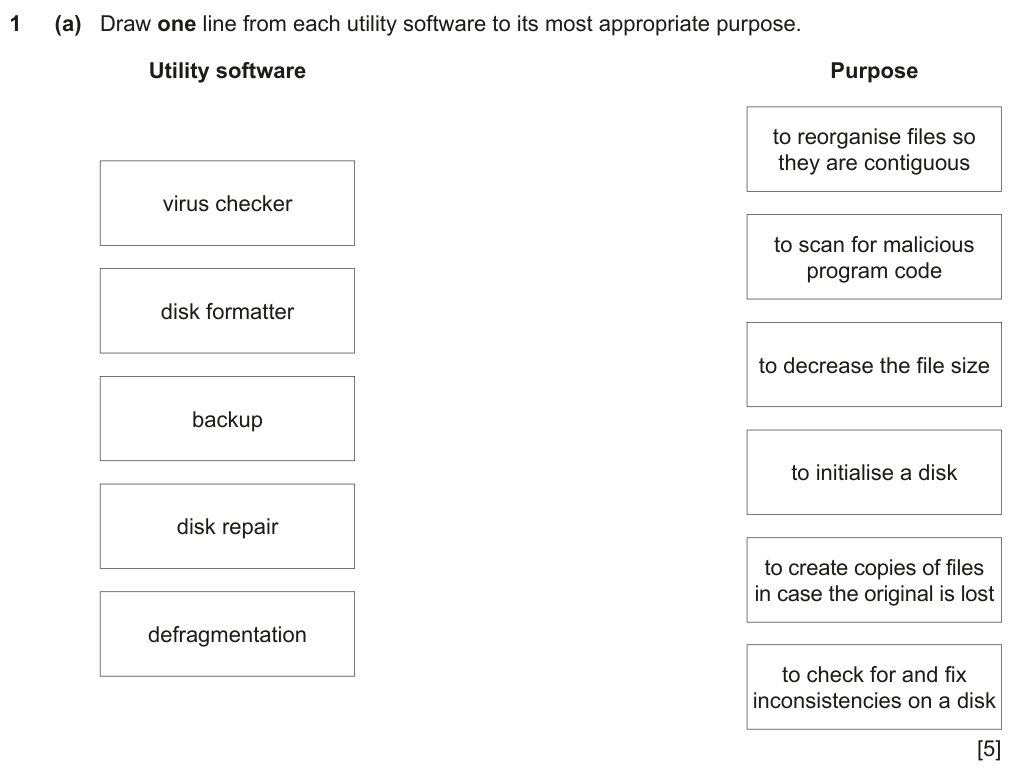 1 (a) Draw one line from each utility software to its most appropriate purpose.
Utility software
Purpose
virus checker
disk formatter
backup
disk repair
defragmentation
to reorganise files so
they are contiguous
to scan for malicious
program code
to decrease the file size
to initialise a disk
to create copies of files
in case the original is lost
to check for and fix
inconsistencies on a disk
[5]